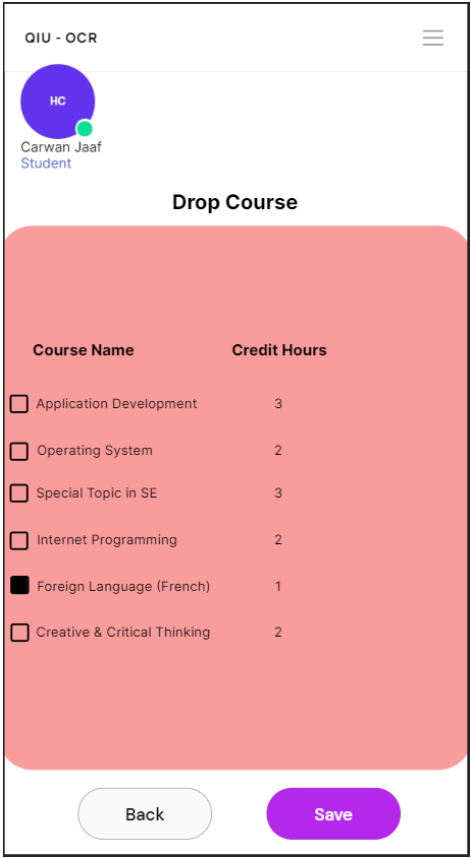 QIU - OCR
HC
Carwan Jaaf
Student
Drop Course
Course Name Credit Hours
Application Development 3
Operating System 2
Special Topic in SE 3
Internet Programming 2
Foreign Language (French) 1
Creative & Critical Thinking 2
Back Save